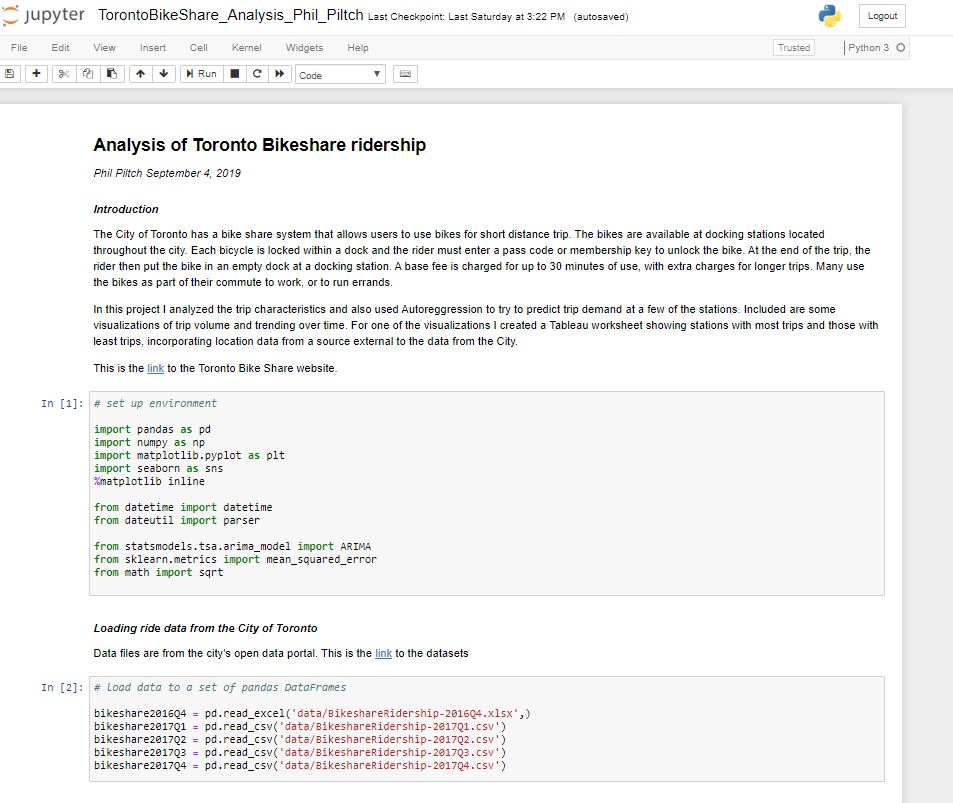 jupyter TorontoBikeShare_Analysis_Phil_Piltch Last Checkpoint: Last Saturday at 3:22 PM (autosaved) Logout
File Edit View Insert Cell Kernel Widgets Help Trusted Python 3
Run Code
Analysis of Toronto Bikeshare ridership
Phil Piltch September 4, 2019
Introduction
The City of Toronto has a bike share system that allows users to use bikes for short distance trip. The bikes are available at docking stations located
throughout the city. Each bicycle is locked within a dock and the rider must enter a pass code or membership key to unlock the bike. At the end of the trip, the
rider then put the bike in an empty dock at a docking station. A base fee is charged for up to 30 minutes of use, with extra charges for longer trips. Many use
the bikes as part of their commute to work, or to run errands.
In this project I analyzed the trip characteristics and also used Autoreggression to try to predict trip demand at a few of the stations. Included are some
visualizations of trip volume and trending over time. For one of the visualizations I created a Tableau worksheet showing stations with most trips and those with
least trips, incorporating location data from a source external to the data from the City.
This is the link to the Toronto Bike Share website.
In [1]: # set up environment
import pandas as pd
import numpy as np
import matplotlib.pyplot as plt
import seaborn as sns
%matplotlib inline
from datetime import datetime
from dateutil import parser
from statsmodels.tsa.arima_model import ARIMA
from sklearn.metrics import mean_squared_error
from math import sqrt
Loading ride data from the City of Toronto
Data files are from the city's open data portal. This is the link to the datasets
In [2]: # load data to a set of pandas DataFrames
bikeshare2016Q4 = pd.read_excel('data/BikeshareRidership-2016Q4.xlsx',)
bikeshare2017Q1 = pd.read_csv('data/BikeshareRidership-2017Q1.csv')
bikeshare2017Q2 = pd.read_csv('data/BikeshareRidership-2017Q2.csv')
bikeshare2017Q3 = pd.read_csv('data/BikeshareRidership-2017Q3.csv')
bikeshare2017Q4 = pd.read_csv('data/BikeshareRidership-2017Q4.csv')